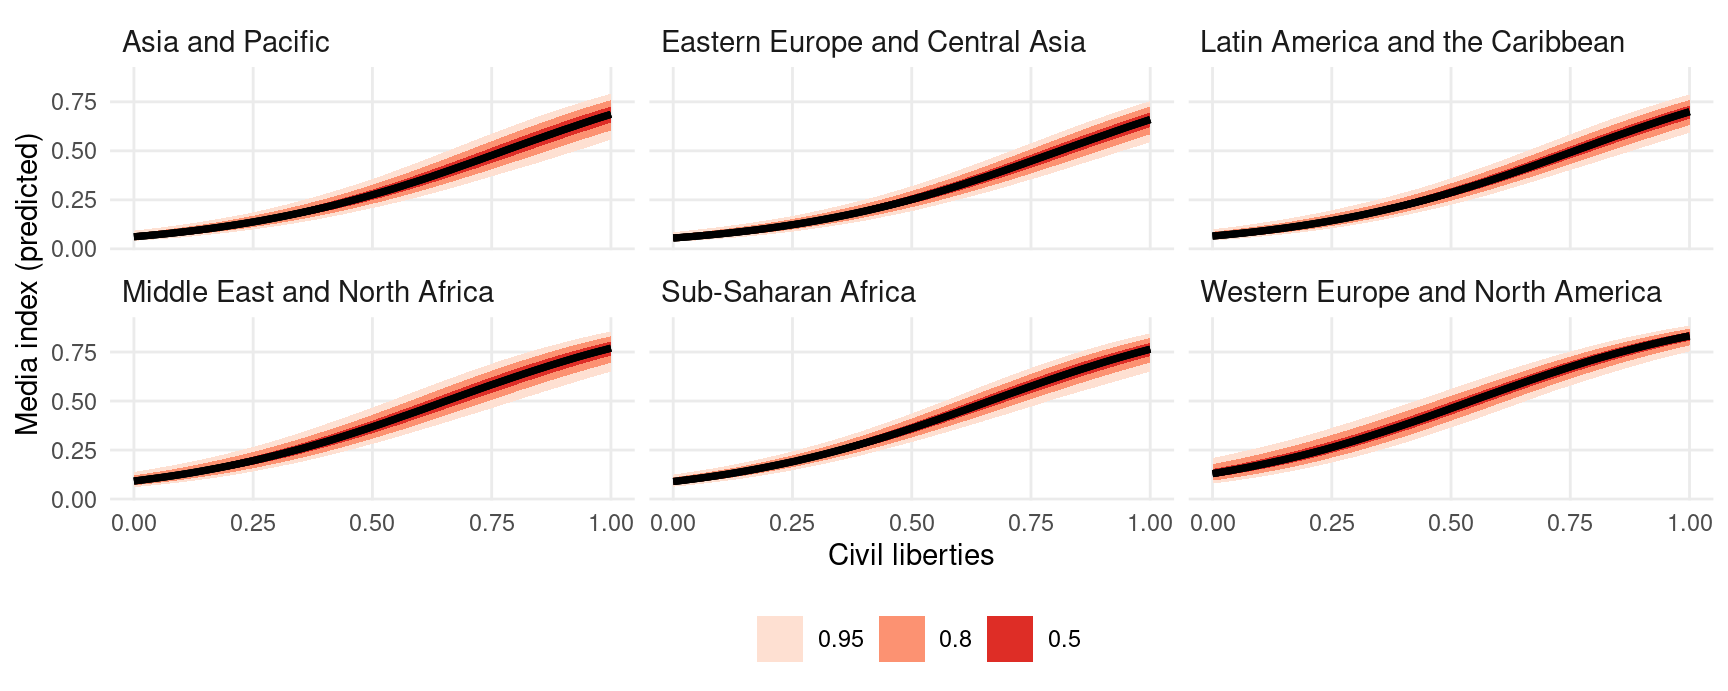 Asia and Pacific
Eastern Europe and Central Asia
Latin America and the Caribbean
0.75
0.50
0.25
0.00
Media index (predicted)
Middle East and North Africa
Sub-Saharan Africa
Western Europe and North America
0.75
0.50
0.25
0.00
0.00 0.25 0.50 0.75 1.00 0.00 0.25 0.50 0.75 1.00 0.00 0.25 0.50 0.75 1.00
Civil liberties
0.95 0.8 0.5